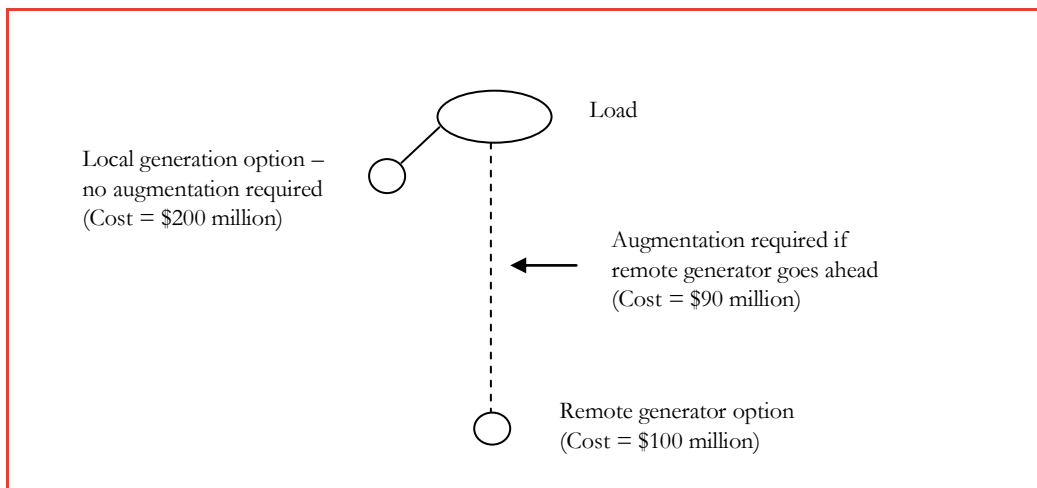 Load
Local generation option –
no augmentation required
(Cost = $200 million)
Augmentation required if
remote generator goes ahead
(Cost = $90 million)
Remote generator option
(Cost = $100 million)